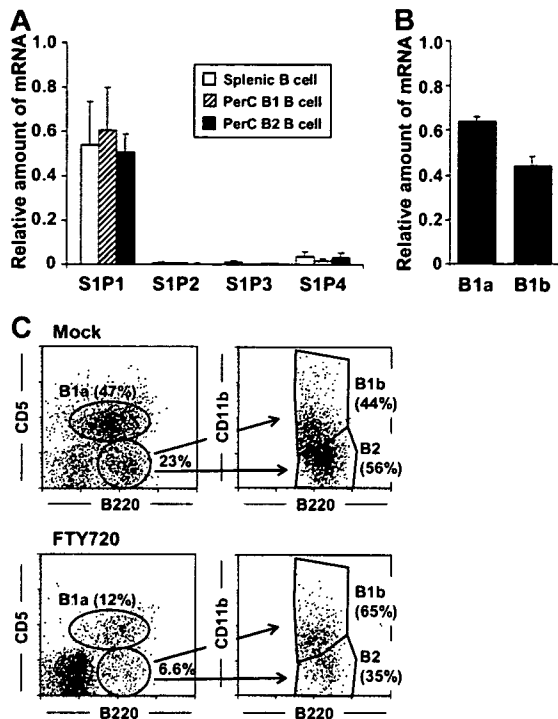 A
Relative amount of mRNA
1.0
0.8
0.6
0.4
0.2
0
Splenic B cell
PerC B1 B cell
PerC B2 B cell
S1P1 S1P2 S1P3 S1P4
B
Relative amount of mRNA
1.0
0.8
0.6
0.4
0.2
0
B1a B1b
C
Mock
CD5
B1a (47%)
23%
B220
CD11b
B1b
(44%)
B2
(56%)
B220
FTY720
CD5
B1a (12%)
6.6%
B220
CD11b
B1b
(65%)
B2
(35%)
B220